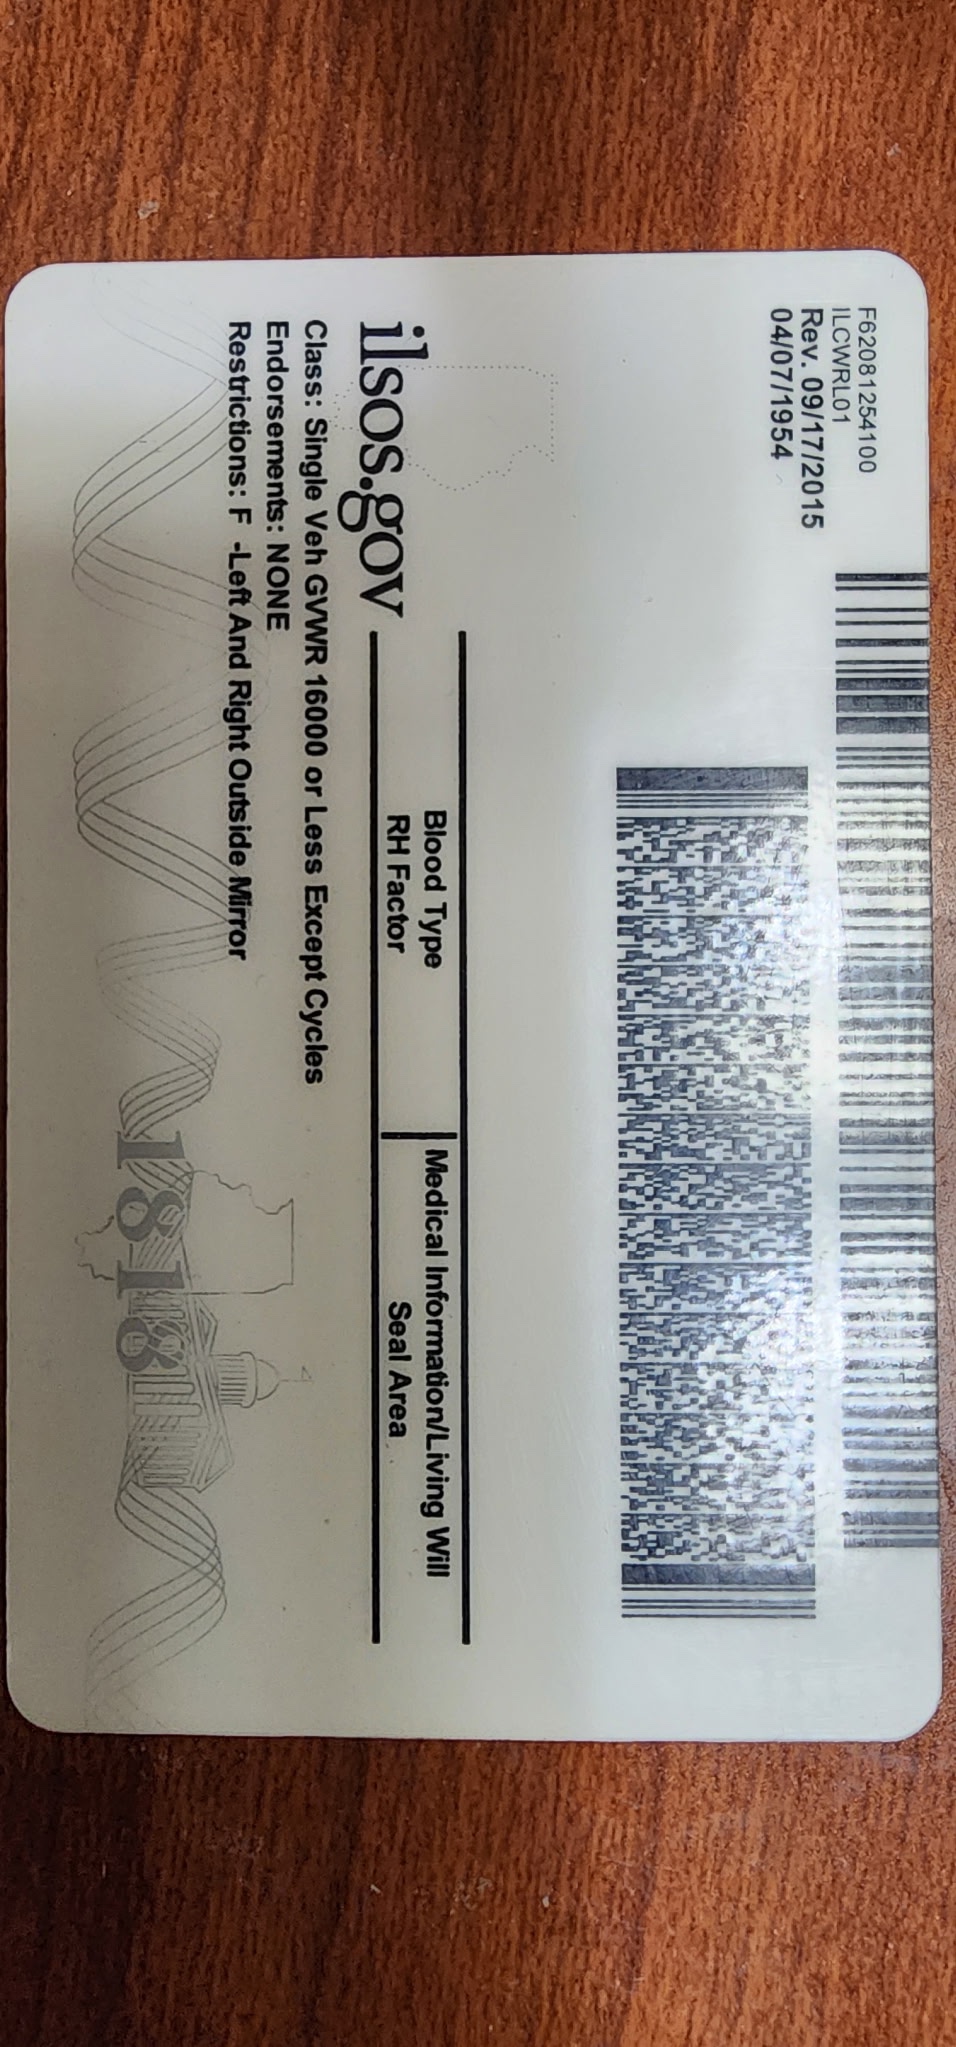 F62081254100
ILCWRL01
Rev. 09/17/2015
04/07/1954
Blood Type
RH Factor
Medical Information/Living Will
Seal Area
ilsos.gov
Class: Single Veh GVWR 16000 or Less Except Cycles
Endorsements: NONE
Restrictions: F -Left And Right Outside Mirror
1818